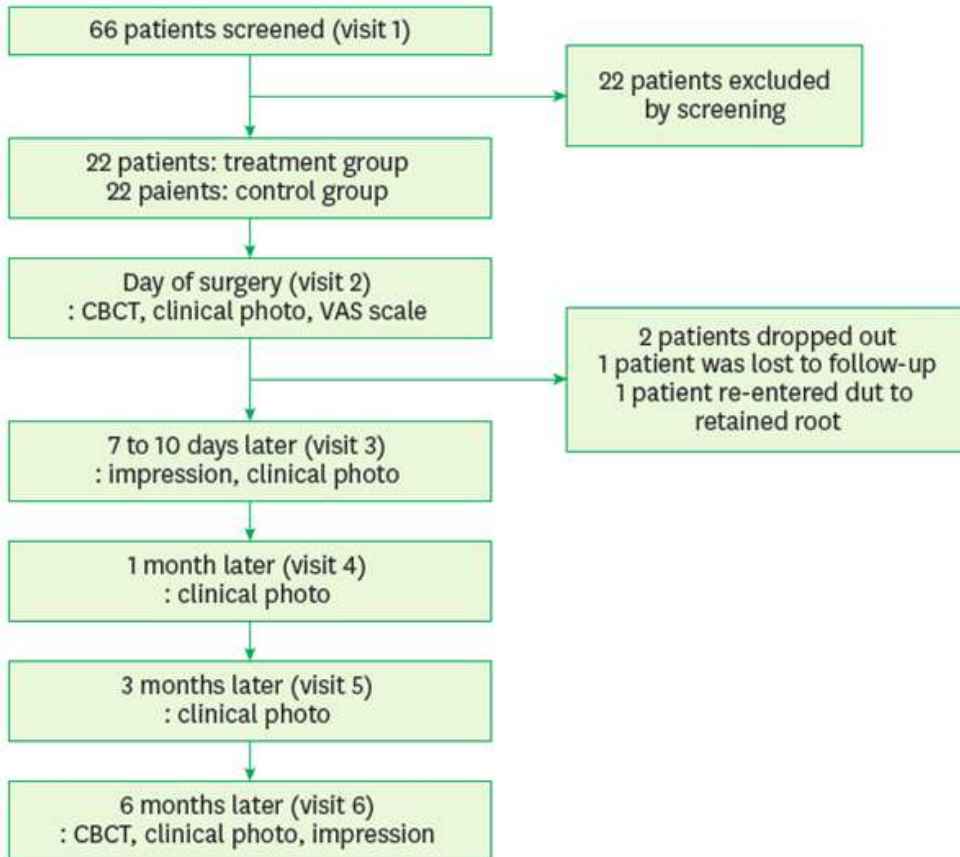 66 patients screened (visit 1)
22 patients excluded
by screening
22 patients: treatment group
22 paients: control group
Day of surgery (visit 2)
: CBCT, clinical photo, VAS scale
2 patients dropped out
1 patient was lost to follow-up
1 patient re-entered dut to
retained root
7 to 10 days later (visit 3)
: impression, clinical photo
1 month later (visit 4)
: clinical photo
3 months later (visit 5)
: clinical photo
6 months later (visit 6)
: CBCT, clinical photo, impression